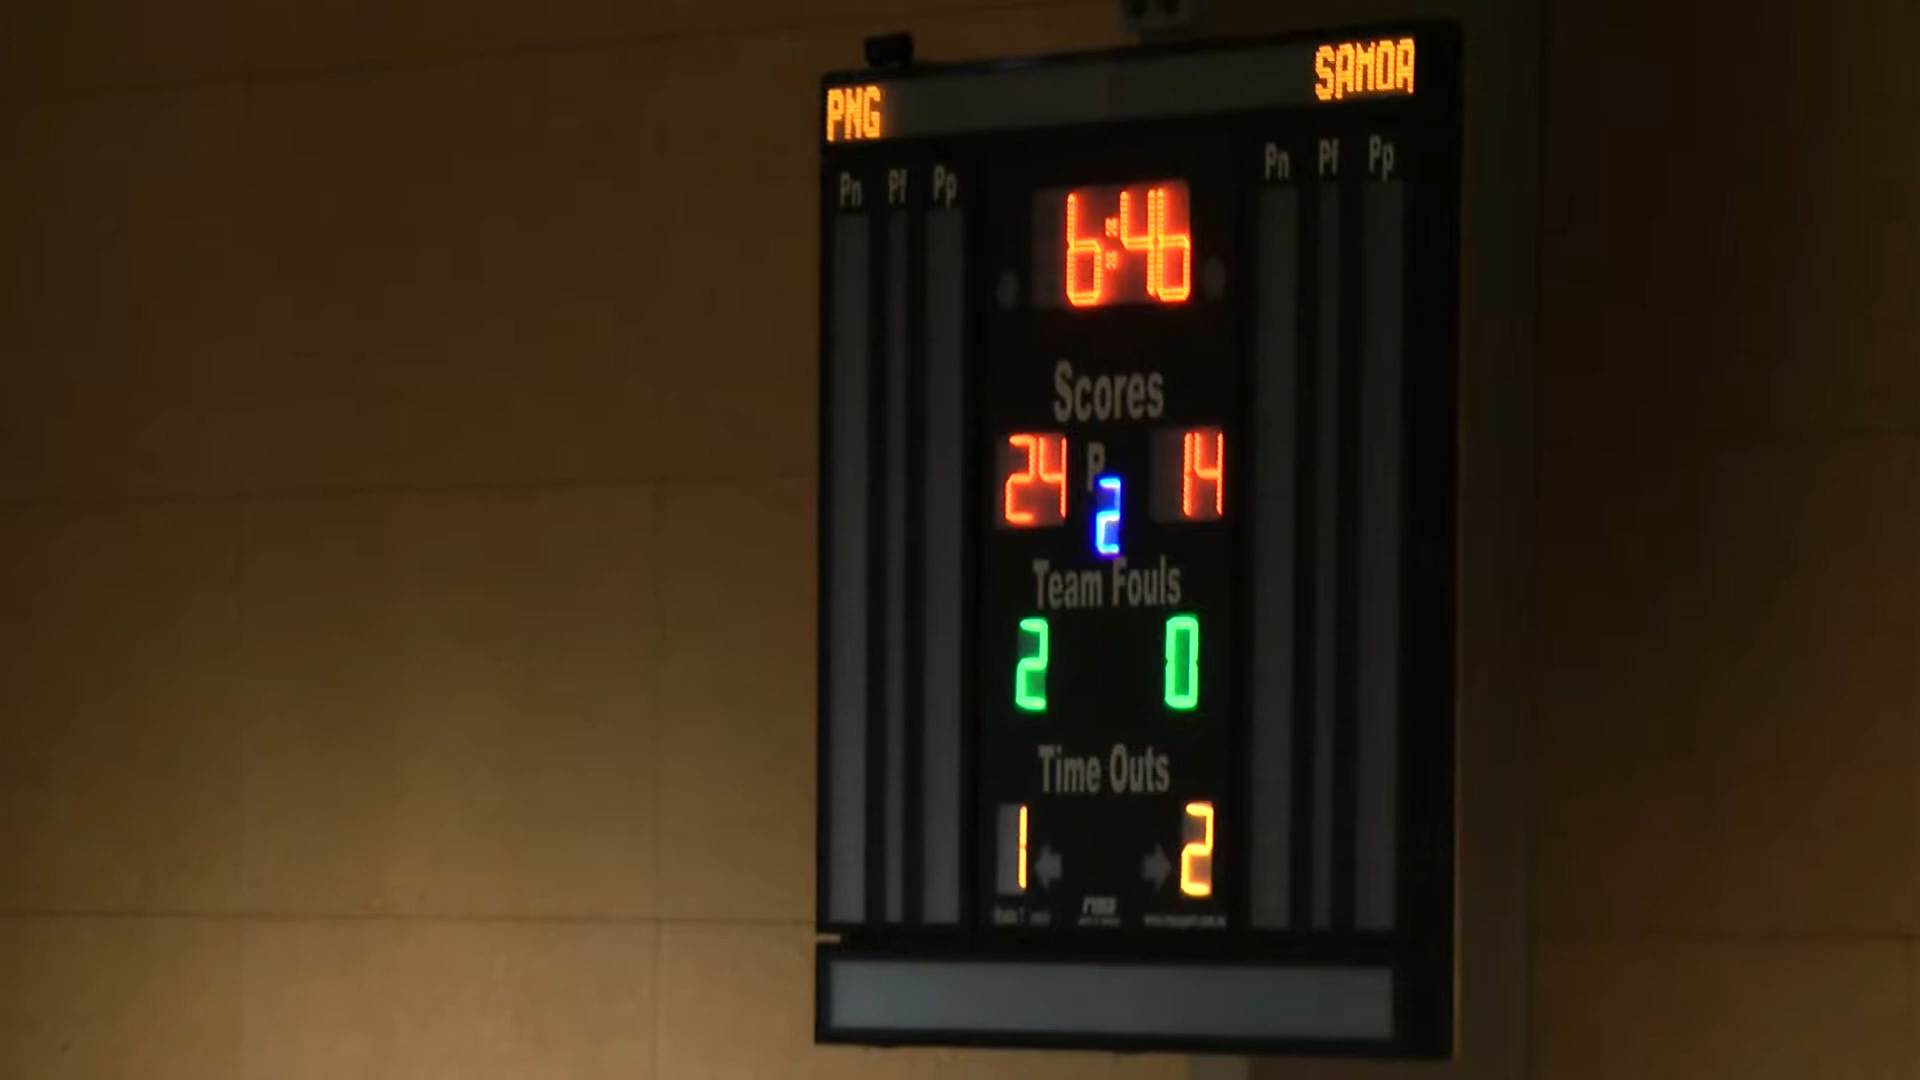 PNG SAMOA
Pn Pf Pp Pn Pf Pp
6:46
Scores
24 P 14
2
Team Fouls
2 0
Time Outs
1 2